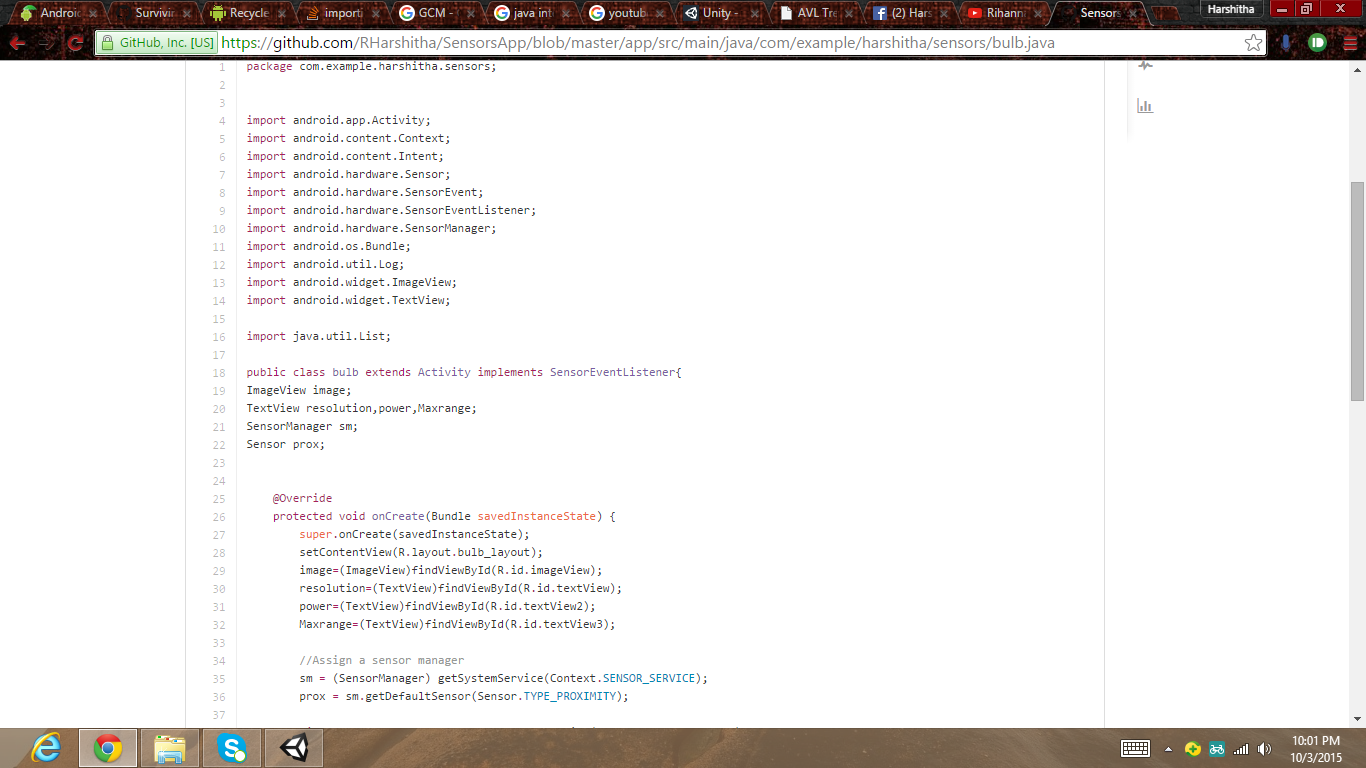 Androi
Survivin
Recycle
importi
GCM -
java int
youtub
Unity -
AVL Tre
(2) Hars
Rihann
Sensor
Harshitha
GitHub, Inc. [US] https://github.com/RHarshitha/SensorsApp/blob/master/app/src/main/java/com/example/harshitha/sensors/bulb.java
1 package com.example.harshitha.sensors;
2
3
4 import android.app.Activity;
5 import android.content.Context;
6 import android.content.Intent;
7 import android.hardware.Sensor;
8 import android.hardware.SensorEvent;
9 import android.hardware.SensorEventListener;
10 import android.hardware.SensorManager;
11 import android.os.Bundle;
12 import android.util.Log;
13 import android.widget.ImageView;
14 import android.widget.TextView;
15
16 import java.util.List;
17
18 public class bulb extends Activity implements SensorEventListener{
19 ImageView image;
20 TextView resolution,power,Maxrange;
21 SensorManager sm;
22 Sensor prox;
23
24
25 @Override
26 protected void onCreate(Bundle savedInstanceState) {
27 super.onCreate(savedInstanceState);
28 setContentView(R.layout.bulb_layout);
29 image=(ImageView)findViewById(R.id.imageView);
30 resolution=(TextView)findViewById(R.id.textView);
31 power=(TextView)findViewById(R.id.textView2);
32 Maxrange=(TextView)findViewById(R.id.textView3);
33
34 //Assign a sensor manager
35 sm = (SensorManager) getSystemService(Context.SENSOR_SERVICE);
36 prox = sm.getDefaultSensor(Sensor.TYPE_PROXIMITY);
37
10:01 PM
10/3/2015